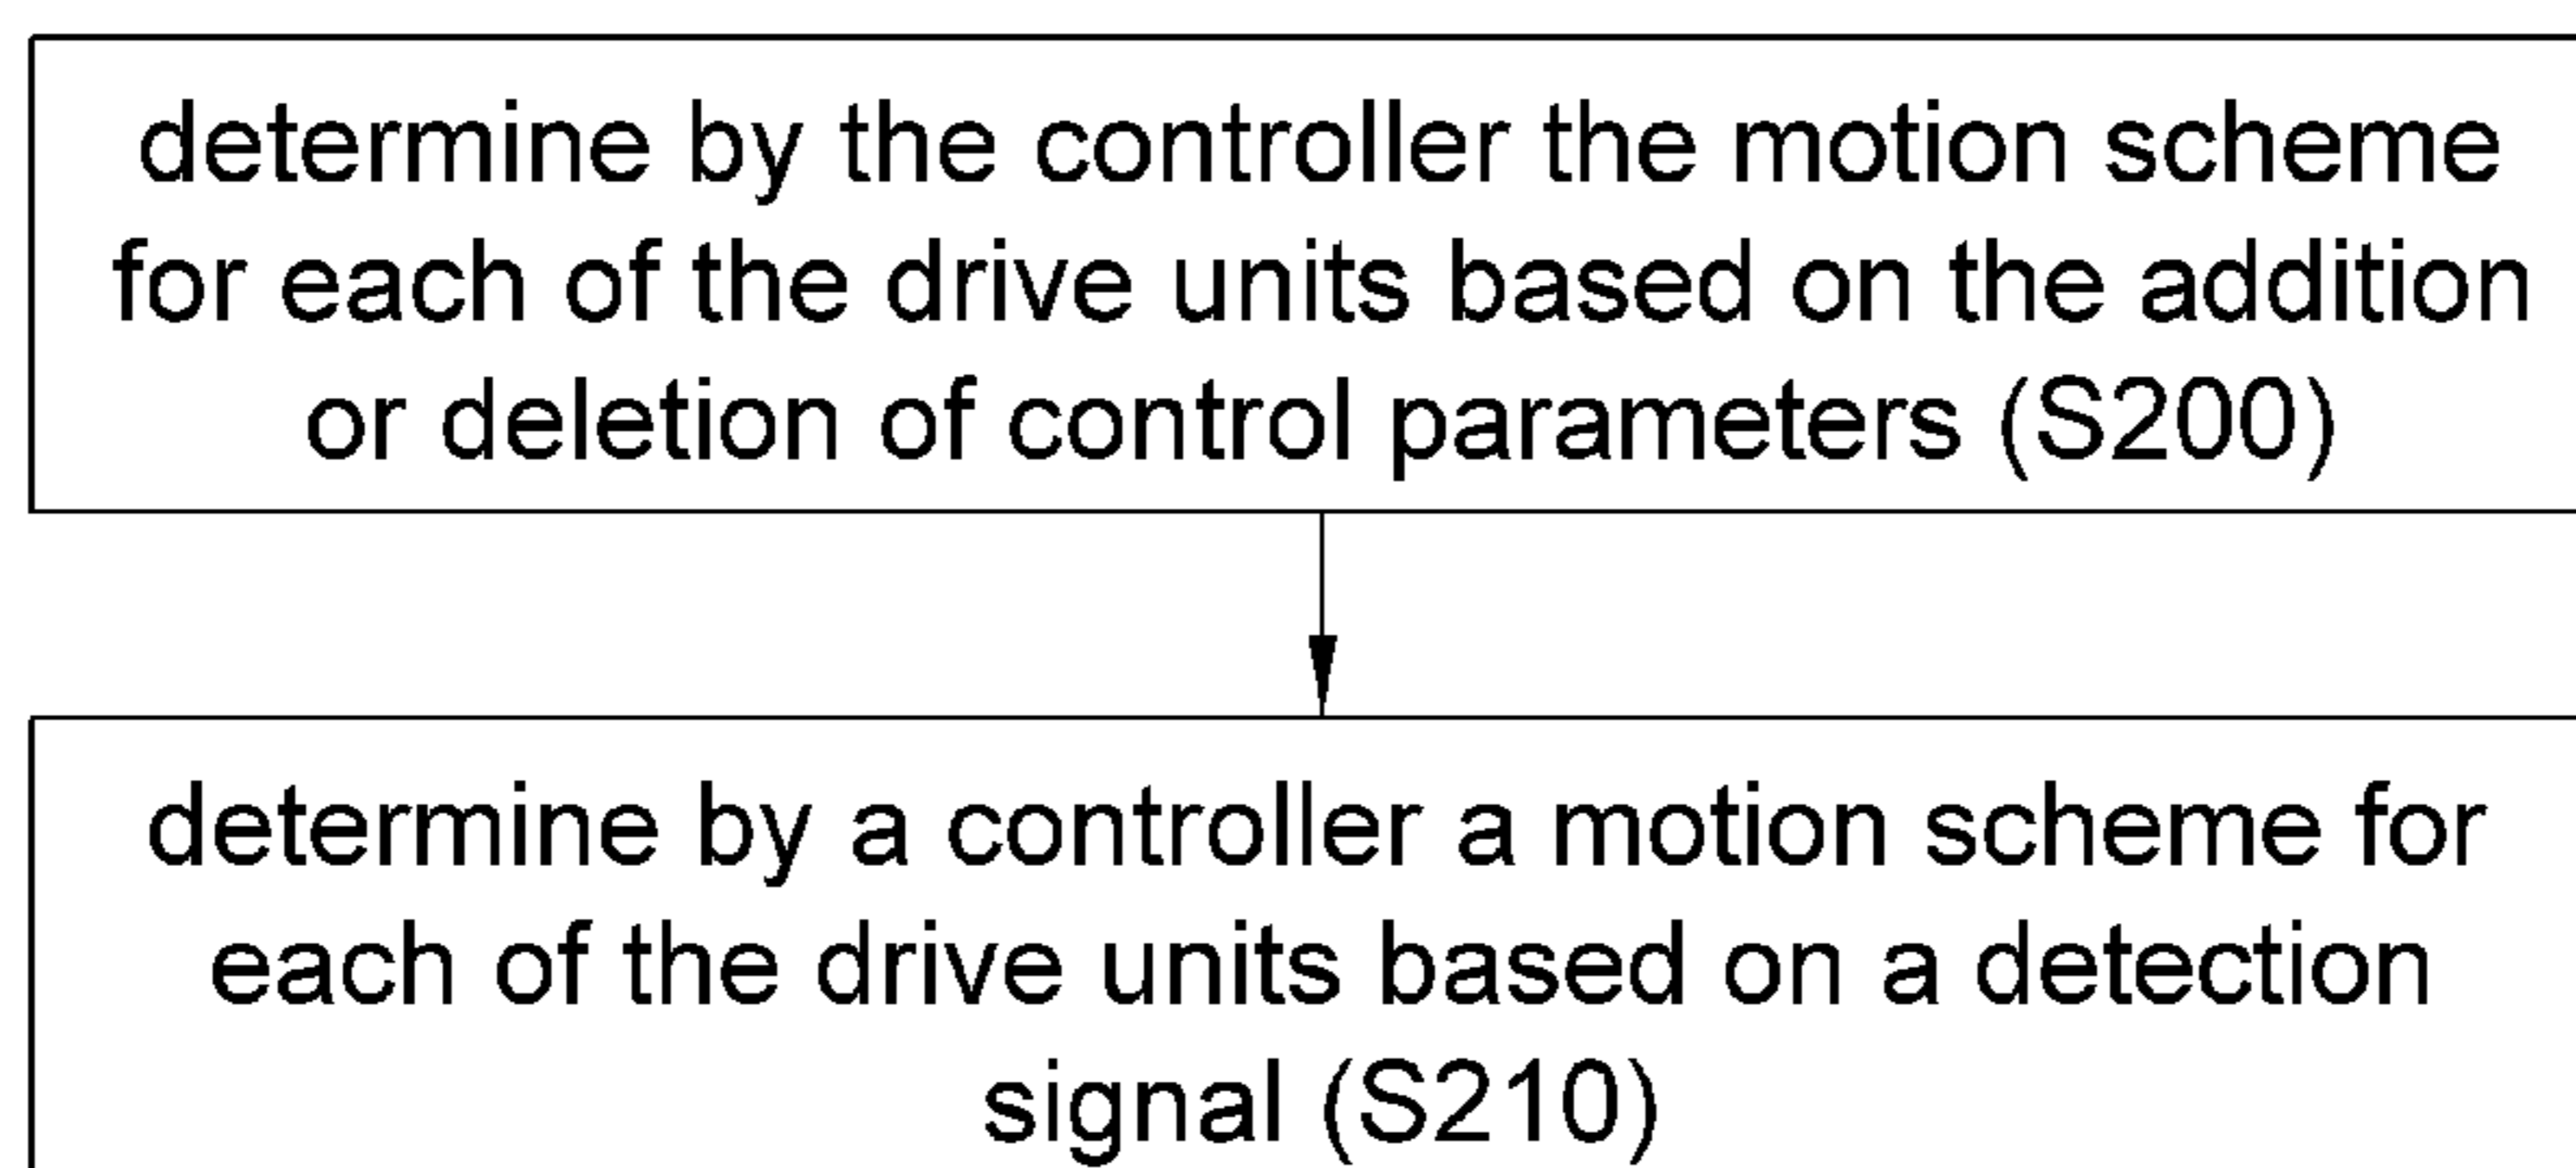 determine by the controller the motion scheme
for each of the drive units based on the addition
or deletion of control parameters (S200)
determine by a controller a motion scheme for
each of the drive units based on a detection
signal (S210)